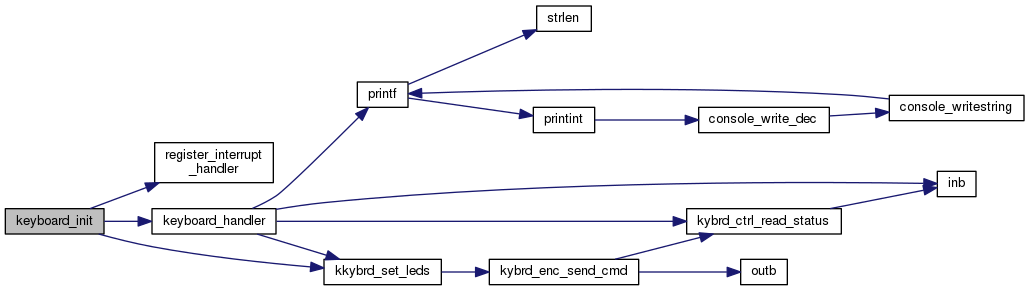 strlen
printf
console_writestring
printint
console_write_dec
register_interrupt
_handler
inb
keyboard_init
keyboard_handler
kybrd_ctrl_read_status
kkybrd_set_leds
kybrd_enc_send_cmd
outb